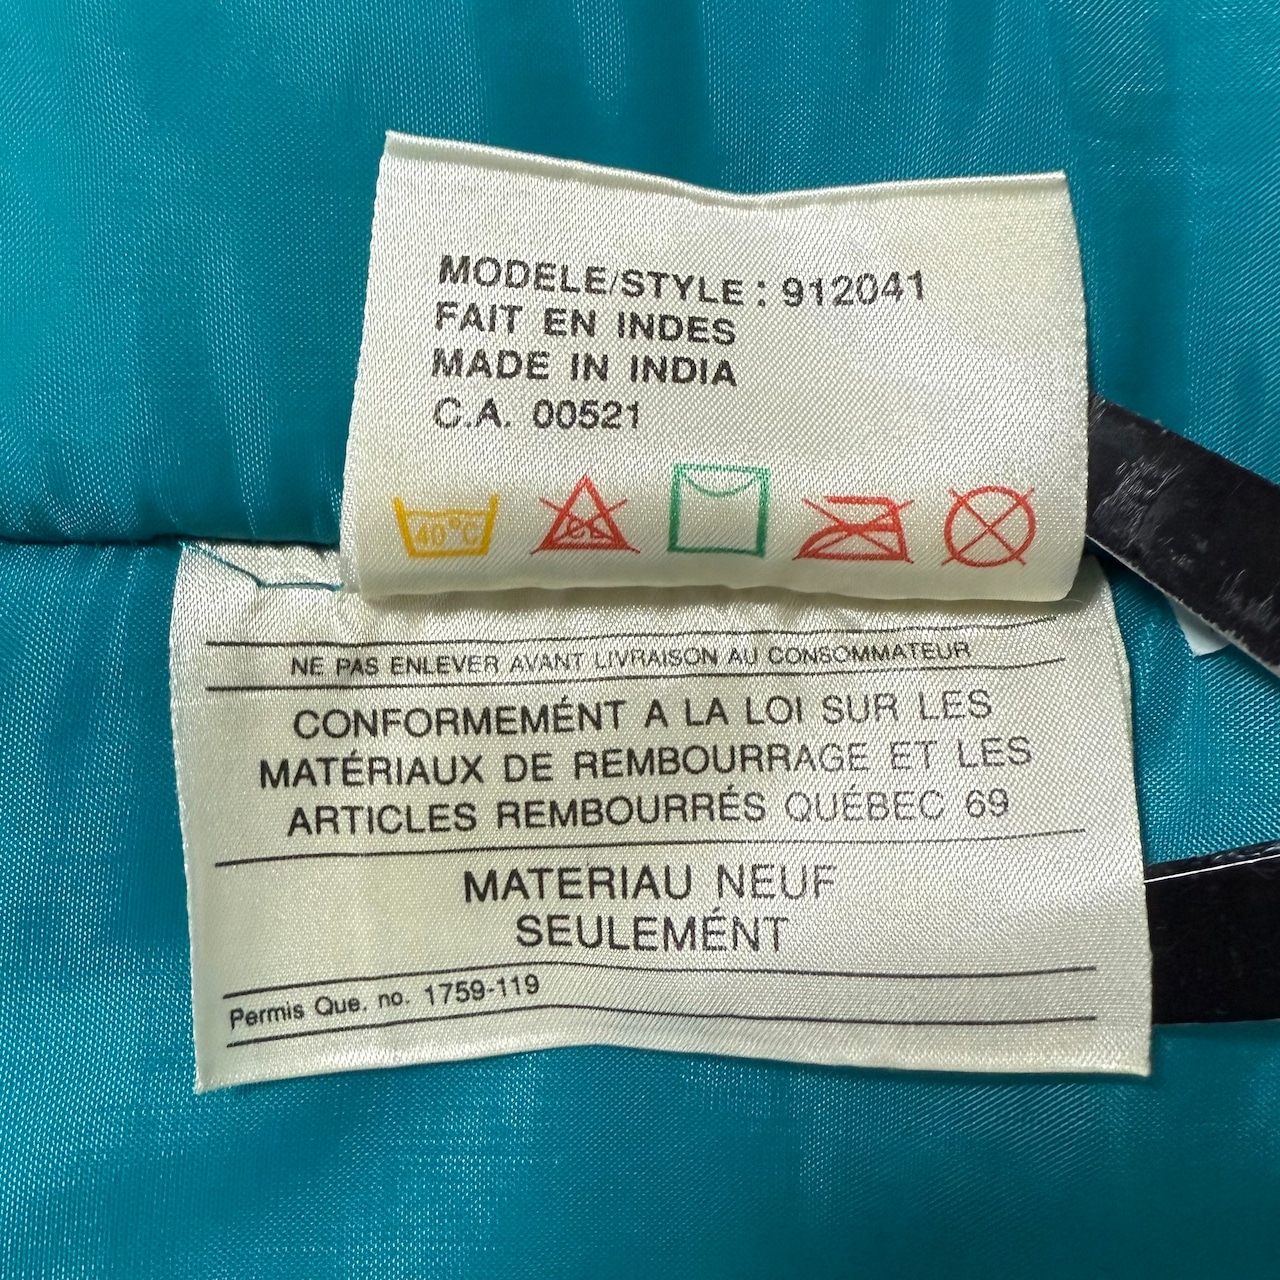 MODELE/STYLE : 912041
FAIT EN INDES
MADE IN INDIA
C.A. 00521
40°C
CL
NE PAS ENLEVER AVANT LIVRAISON AU CONSOMMATEUR
CONFORMEMÉNT A LA LOI SUR LES
MATÉRIAUX DE REMBOURRAGE ET LES
ARTICLES REMBOURRÉS QUÉBEC 69
MATERIAU NEUF
SEULEMÉNT
Permis Que. no. 1759-119